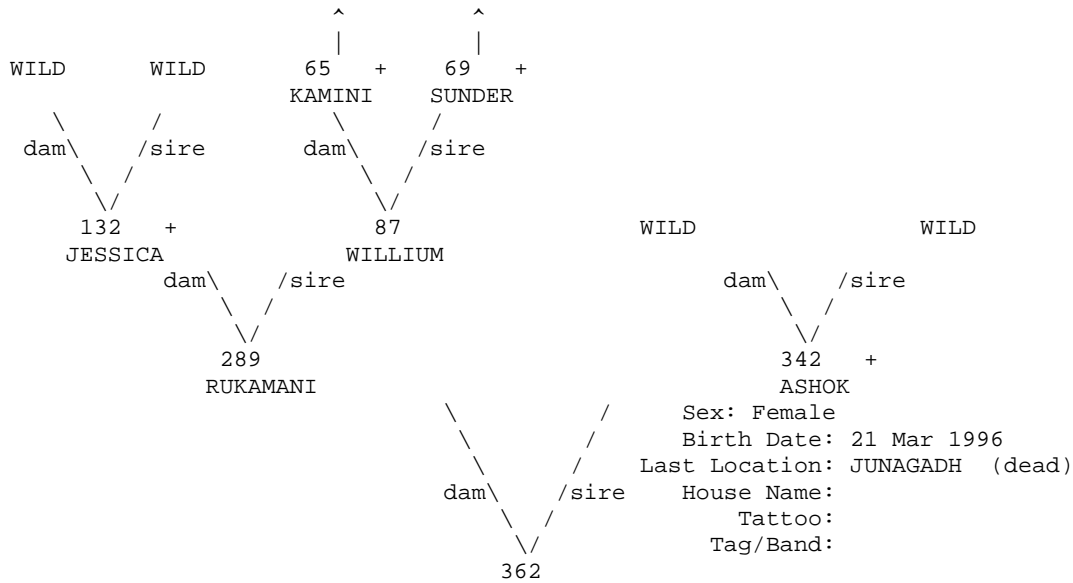 ^ ^
| |
WILD WILD 65 + 69 +
KAMINI SUNDER
\ / \ /
dam\ /sire dam\ /sire
\ / \ /
\/ \/
132 + 87 WILD WILD
JESSICA WILLIUM
dam\ /sire dam\ /sire
\ / \ /
\/ \/
289 342 +
RUKAMANI ASHOK
\ / Sex: Female
\ / Birth Date: 21 Mar 1996
\ / Last Location: JUNAGADH (dead)
dam\ /sire House Name:
\ / Tattoo:
\/ Tag/Band:
362